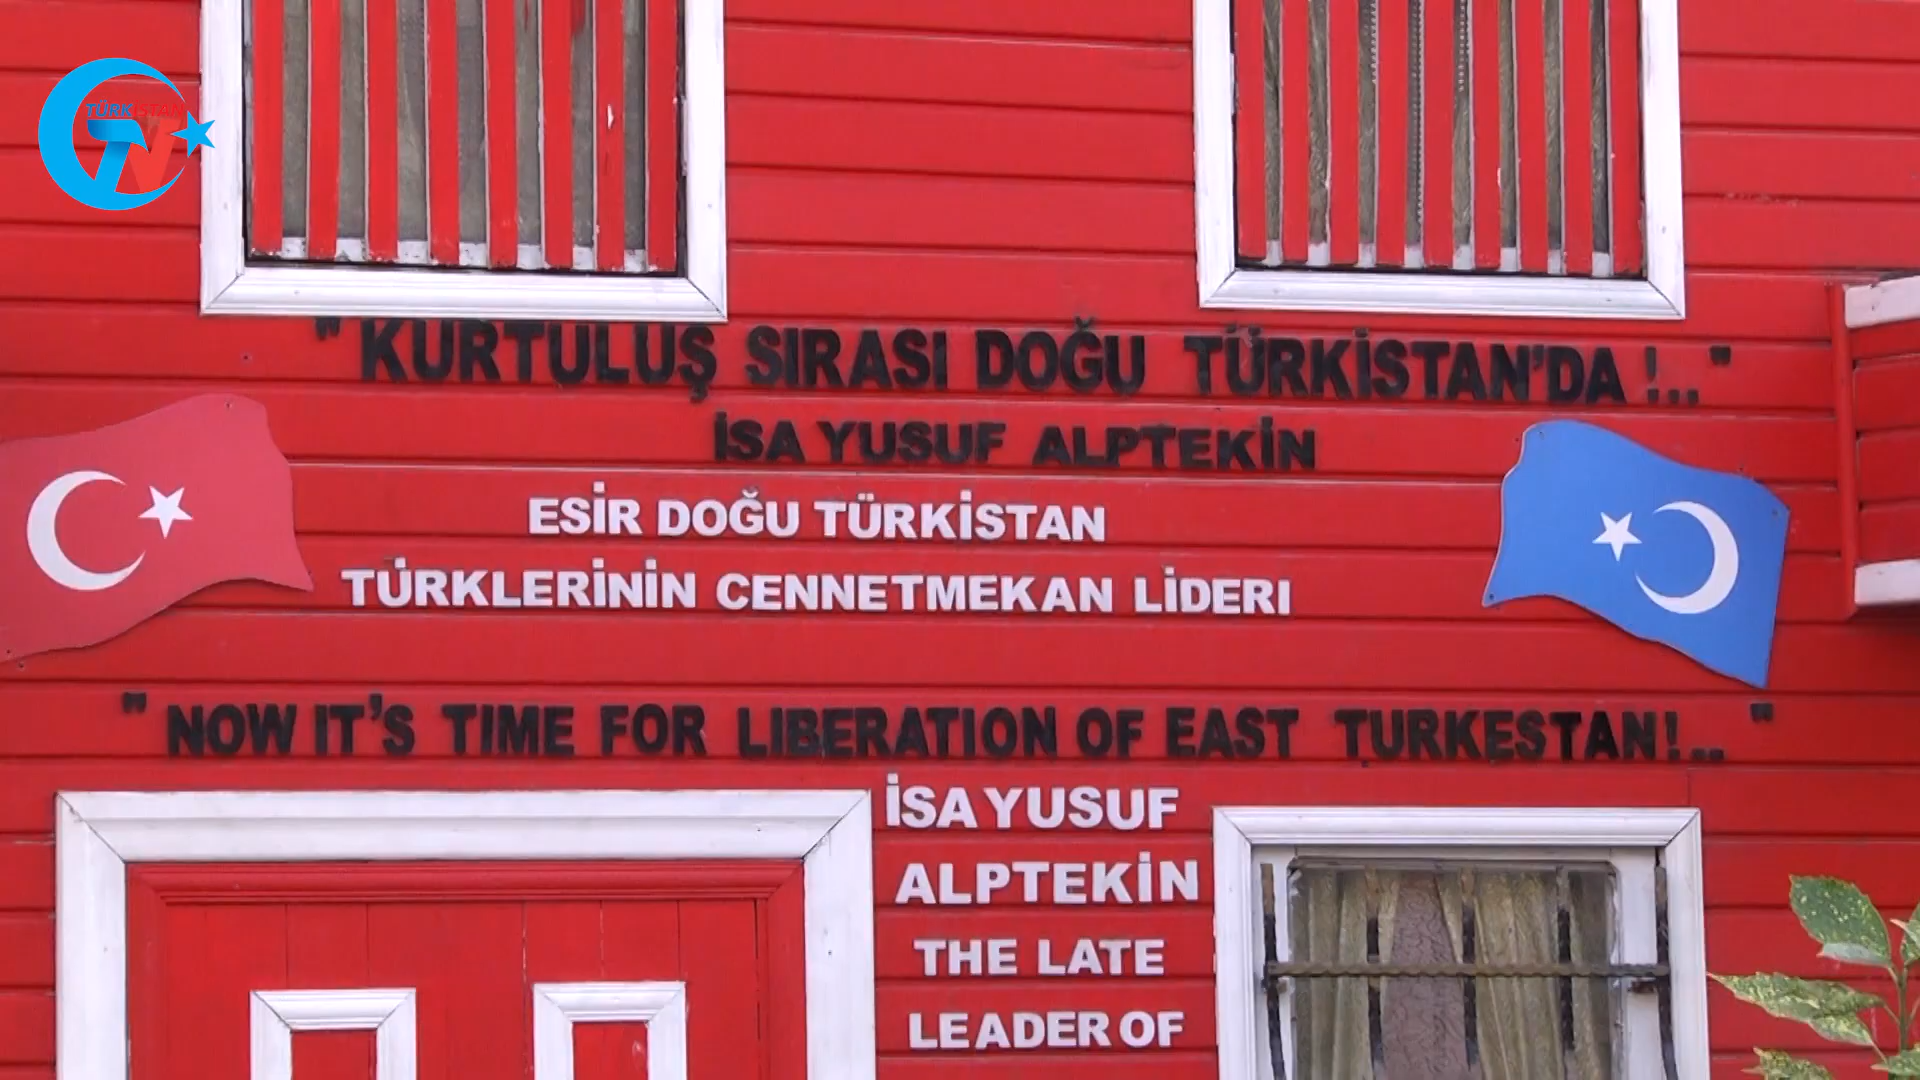 TÜRKİSTAN
TV
" KURTULUŞ SIRASI DOĞU TÜRKİSTAN'DA !... "
İSA YUSUF ALPTEKİN
ESİR DOĞU TÜRKİSTAN
TÜRKLERİNİN CENNETMEKAN LİDERI
" NOW IT'S TIME FOR LIBERATION OF EAST TURKESTAN!... "
İSA YUSUF
ALPTEKİN
THE LATE
LEADER OF